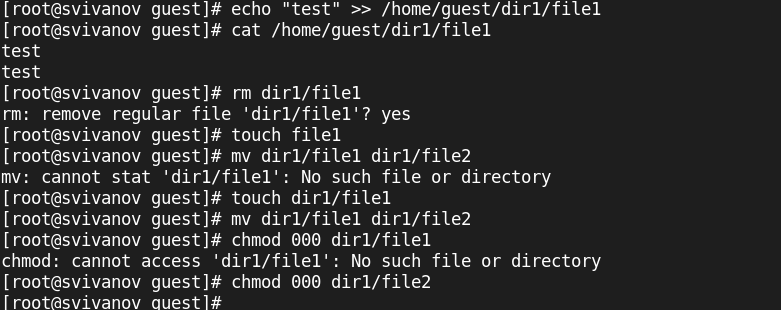 [root@svivanov guest]# echo "test" >> /home/guest/dir1/file1
[root@svivanov guest]# cat /home/guest/dir1/file1
test
test
[root@svivanov guest]# rm dir1/file1
rm: remove regular file 'dir1/file1'? yes
[root@svivanov guest]# touch file1
[root@svivanov guest]# mv dir1/file1 dir1/file2
mv: cannot stat 'dir1/file1': No such file or directory
[root@svivanov guest]# touch dir1/file1
[root@svivanov guest]# mv dir1/file1 dir1/file2
[root@svivanov guest]# chmod 000 dir1/file1
chmod: cannot access 'dir1/file1': No such file or directory
[root@svivanov guest]# chmod 000 dir1/file2
[root@svivanov guest]#